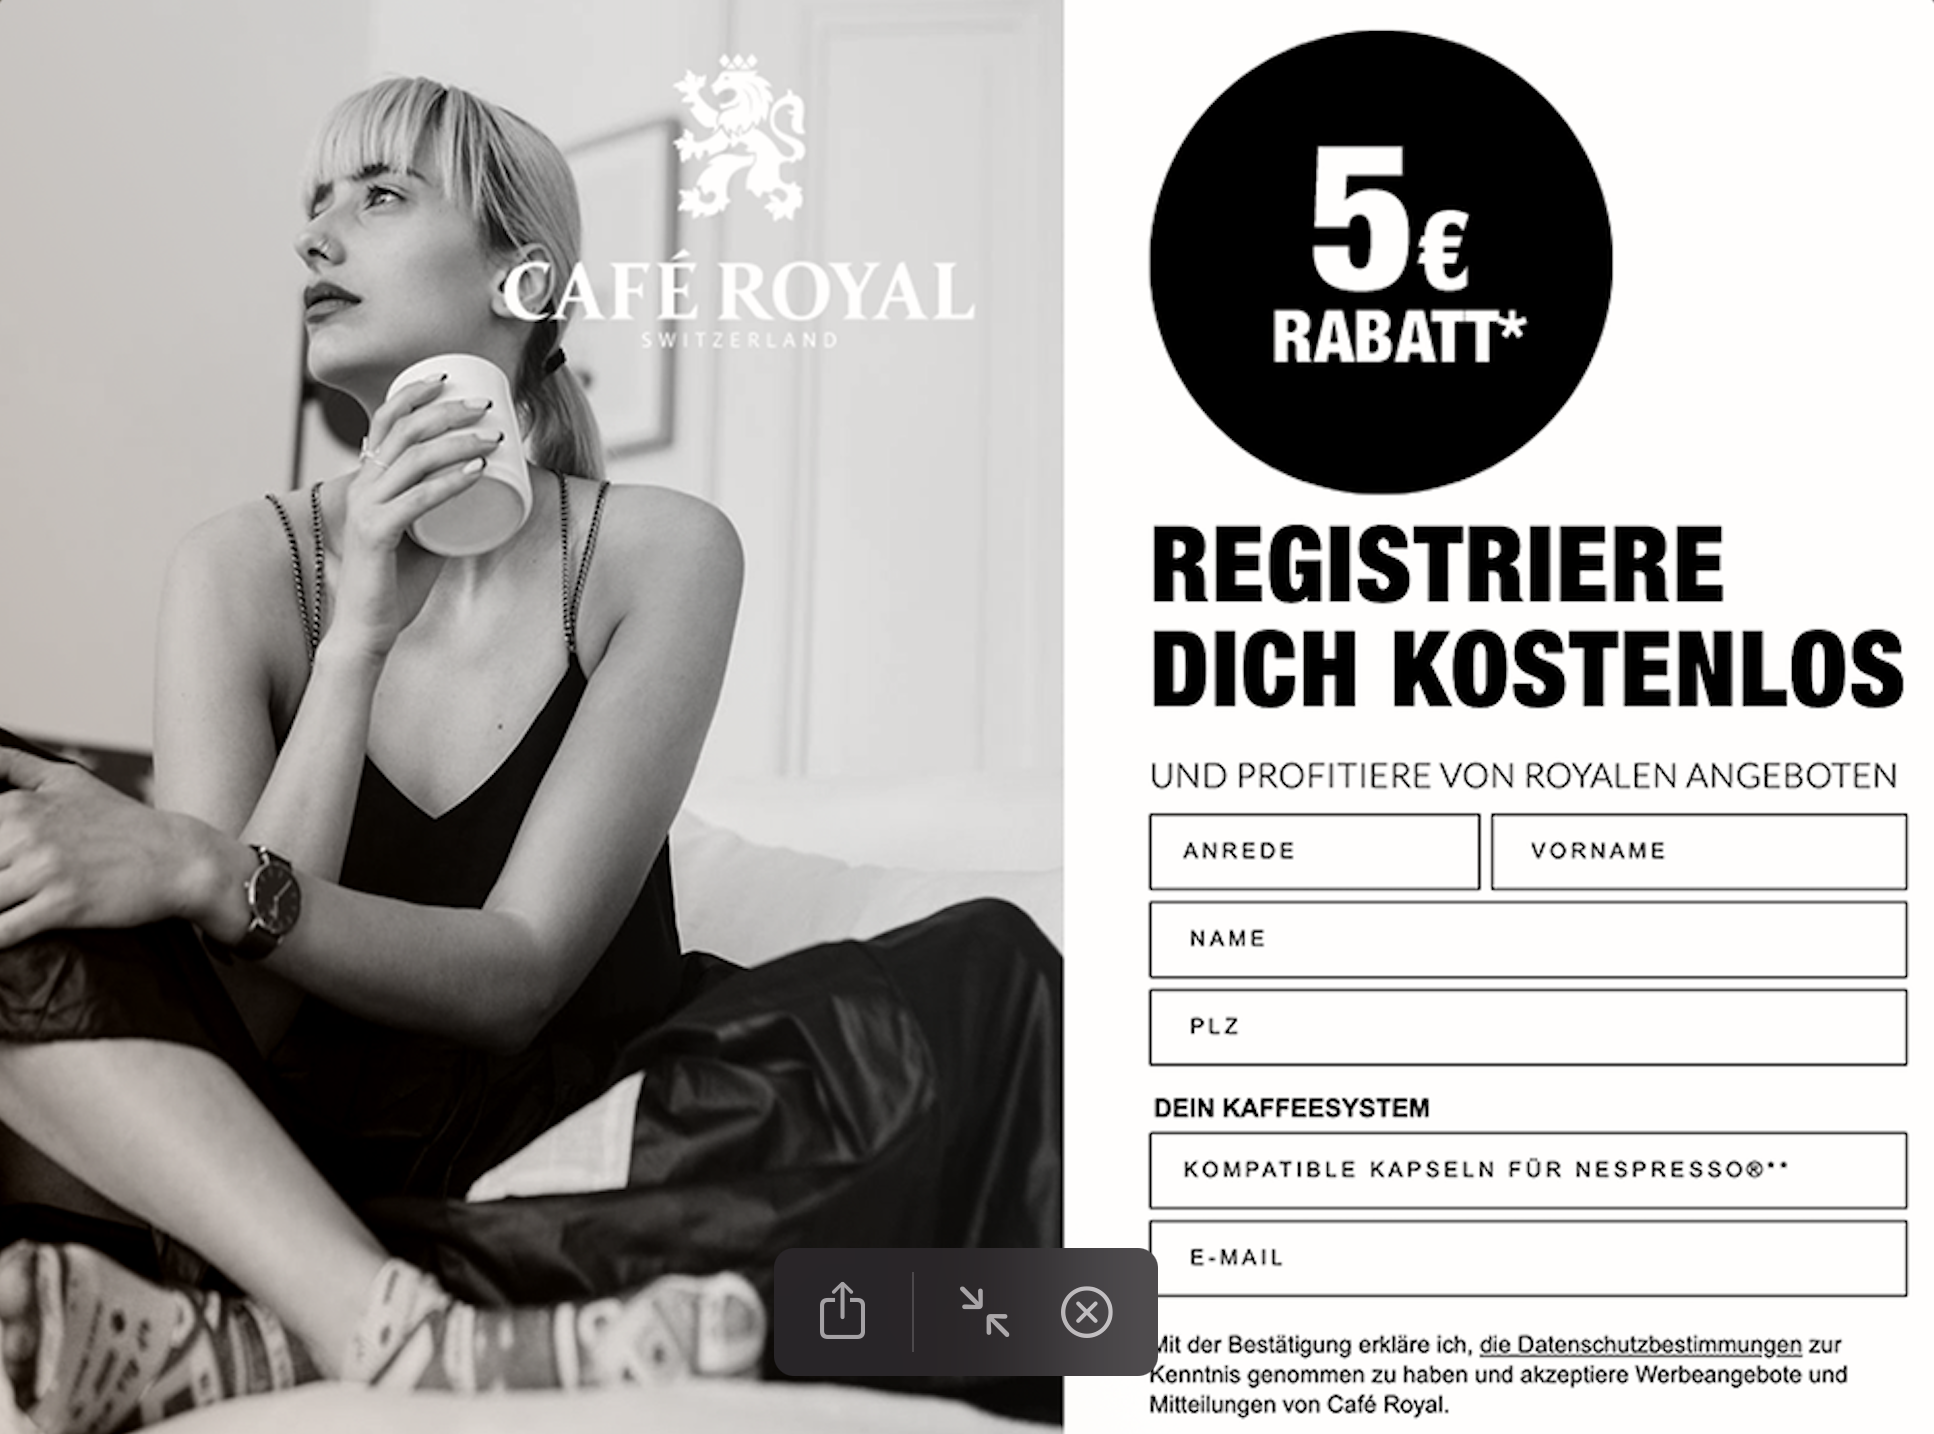 CAFÉ ROYAL
SWITZERLAND
5€
RABATT*
REGISTRIERE
DICH KOSTENLOS
UND PROFITIERE VON ROYALEN ANGEBOTEN
ANREDE
VORNAME
NAME
PLZ
DEIN KAFFEESYSTEM
KOMPATIBLE KAPSELN FÜR NESPRESSO®**
E-MAIL
Mit der Bestätigung erkläre ich, die Datenschutzbestimmungen zur
Kenntnis genommen zu haben und akzeptiere Werbeangebote und
Mitteilungen von Café Royal.